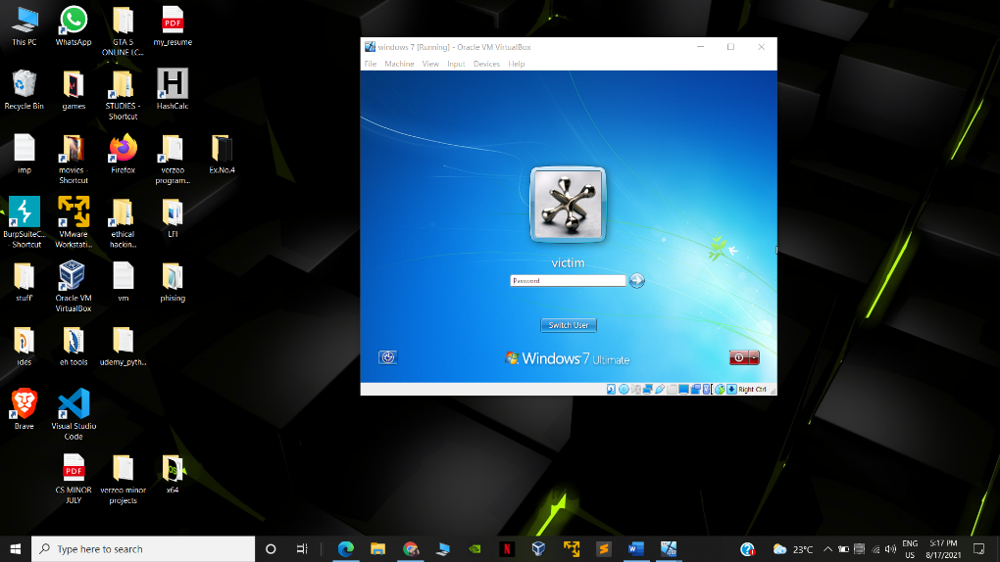 This PC
WhatsApp
GTA 5
ONLINE LC...
my_resume
PDF
Recycle Bin
games
STUDIES -
Shortcut
HashCalc
H
imp
movies -
Shortcut
Firefox
verzeo
program...
Ex.No.4
BurpSuiteC...
- Shortcut
VMware
Workstati...
ethical
hackin...
LFI
stuff'
Oracle VM
VirtualBox
vm
phising
ides
eh tools
udemy_pyth...
Brave
Visual Studio
Code
PDF
CS MINOR
JULY
verzeo minor
projects
x64
windows 7 [Running] - Oracle VM VirtualBox
File Machine View Input Devices Help
victim
Password
Switch User
Windows 7 Ultimate
Right Ctrl
Type here to search
23°C
ENG
US
5:17 PM
8/17/2021